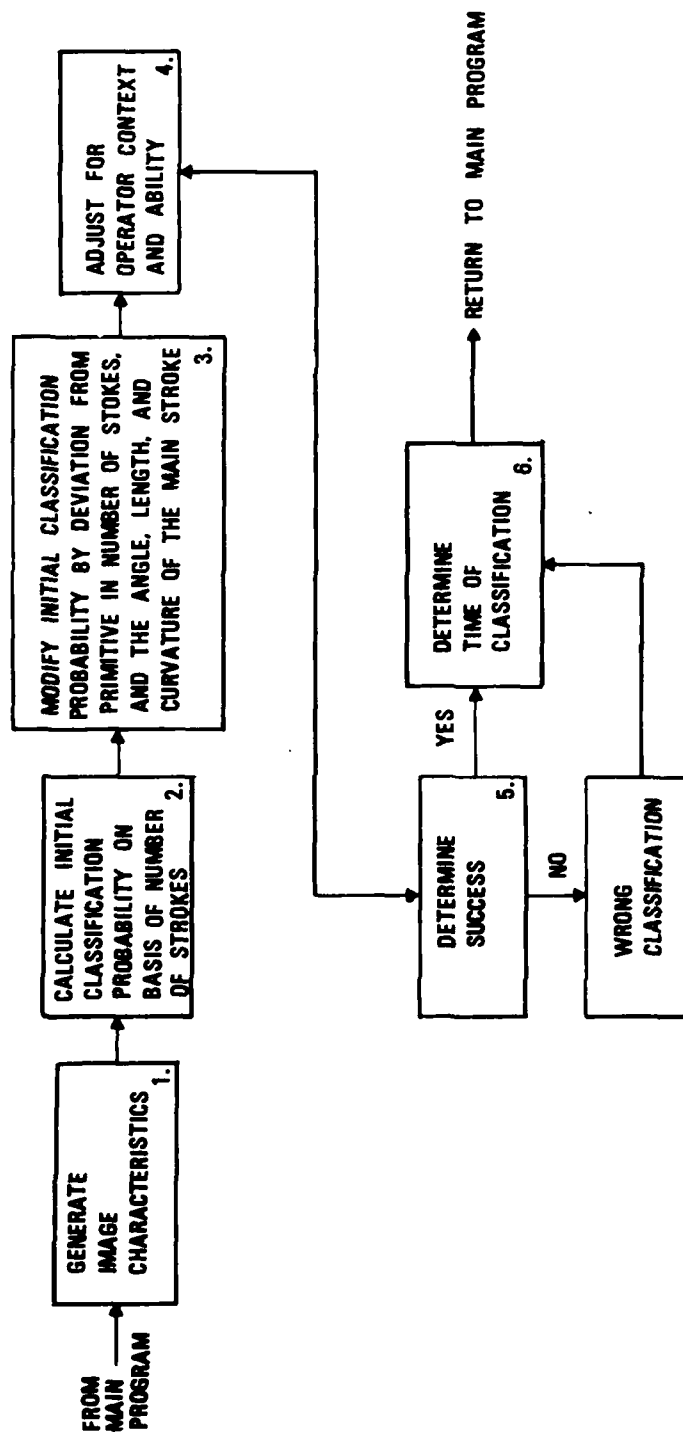 FROM
MAIN
PROGRAM
GENERATE
IMAGE
CHARACTERISTICS
1.
CALCULATE INITIAL
CLASSIFICATION
PROBABILITY ON
BASIS OF NUMBER
OF STROKES
2.
MODIFY INITIAL CLASSIFICATION
PROBABILITY BY DEVIATION FROM
PRIMITIVE IN NUMBER OF STOKES,
AND THE ANGLE, LENGTH, AND
CURVATURE OF THE MAIN STROKE
3.
ADJUST FOR
OPERATOR CONTEXT
AND ABILITY
4.
DETERMINE
SUCCESS
5.
YES
NO
WRONG
CLASSIFICATION
DETERMINE
TIME OF
CLASSIFICATION
6.
RETURN TO MAIN PROGRAM